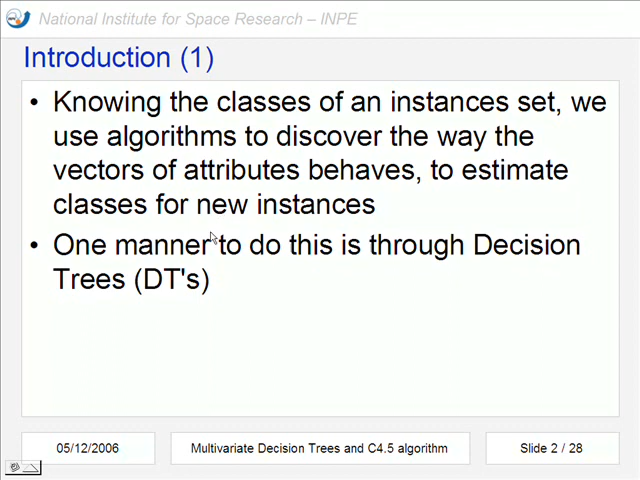 National Institute for Space Research – INPE
Introduction (1)
• Knowing the classes of an instances set, we
use algorithms to discover the way the
vectors of attributes behaves, to estimate
classes for new instances
• One manner to do this is through Decision
Trees (DT's)
05/12/2006
Multivariate Decision Trees and C4.5 algorithm
Slide 2 / 28